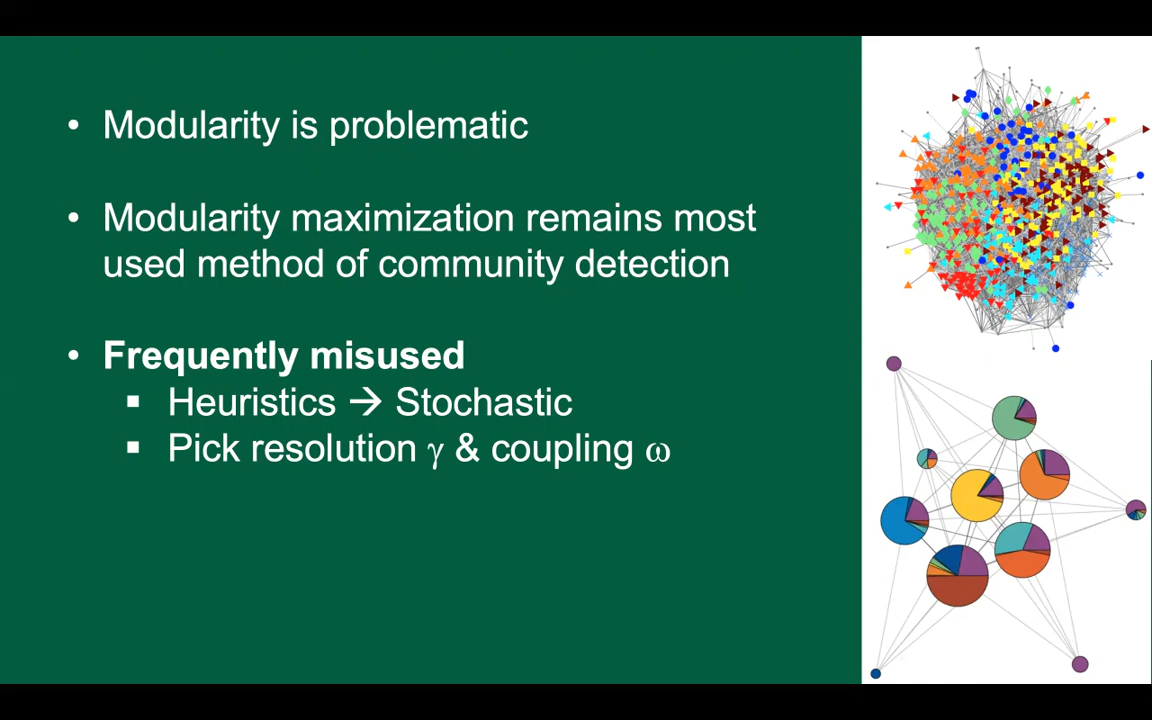 • Modularity is problematic
• Modularity maximization remains most
used method of community detection
• Frequently misused
▪ Heuristics → Stochastic
▪ Pick resolution γ & coupling ω